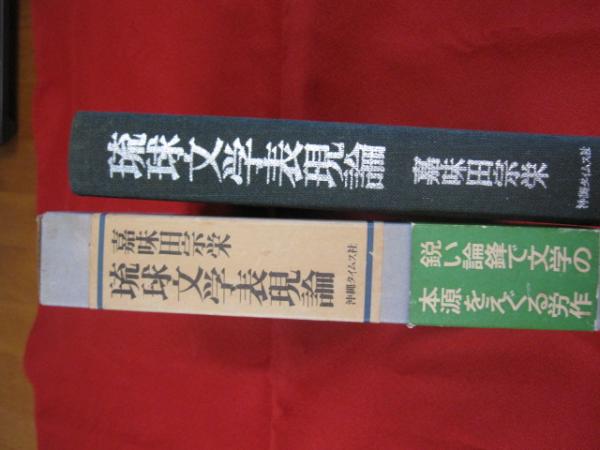 琉球文学表現論
嘉味田宗栄
沖縄タイムス社
嘉味田宗栄
琉球文学表現論
沖縄タイムス社
鋭い論鋒で文学の
本源をえぐる労作